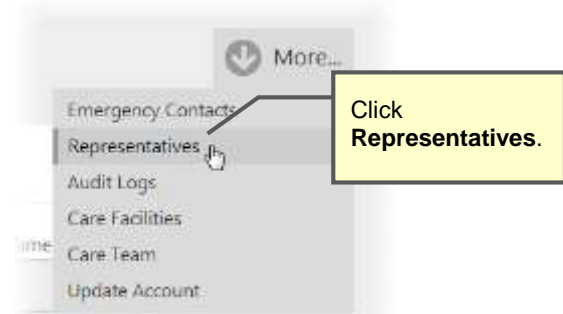 More...
Emergency Contacts
Representatives
Audit Logs
Care Facilities
Care Team
Update Account
Click
Representatives.